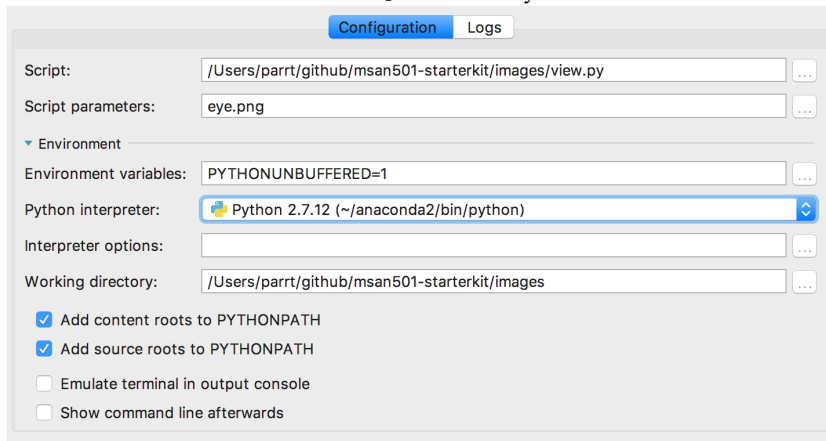 Configuration Logs
Script: /Users/parrt/github/msan501-starterkit/images/view.py ...
Script parameters: eye.png ...
Environment
Environment variables: PYTHONUNBUFFERED=1 ...
Python interpreter: Python 2.7.12 (~/anaconda2/bin/python)
Interpreter options: ...
Working directory: /Users/parrt/github/msan501-starterkit/images ...
Add content roots to PYTHONPATH
Add source roots to PYTHONPATH
Emulate terminal in output console
Show command line afterwards